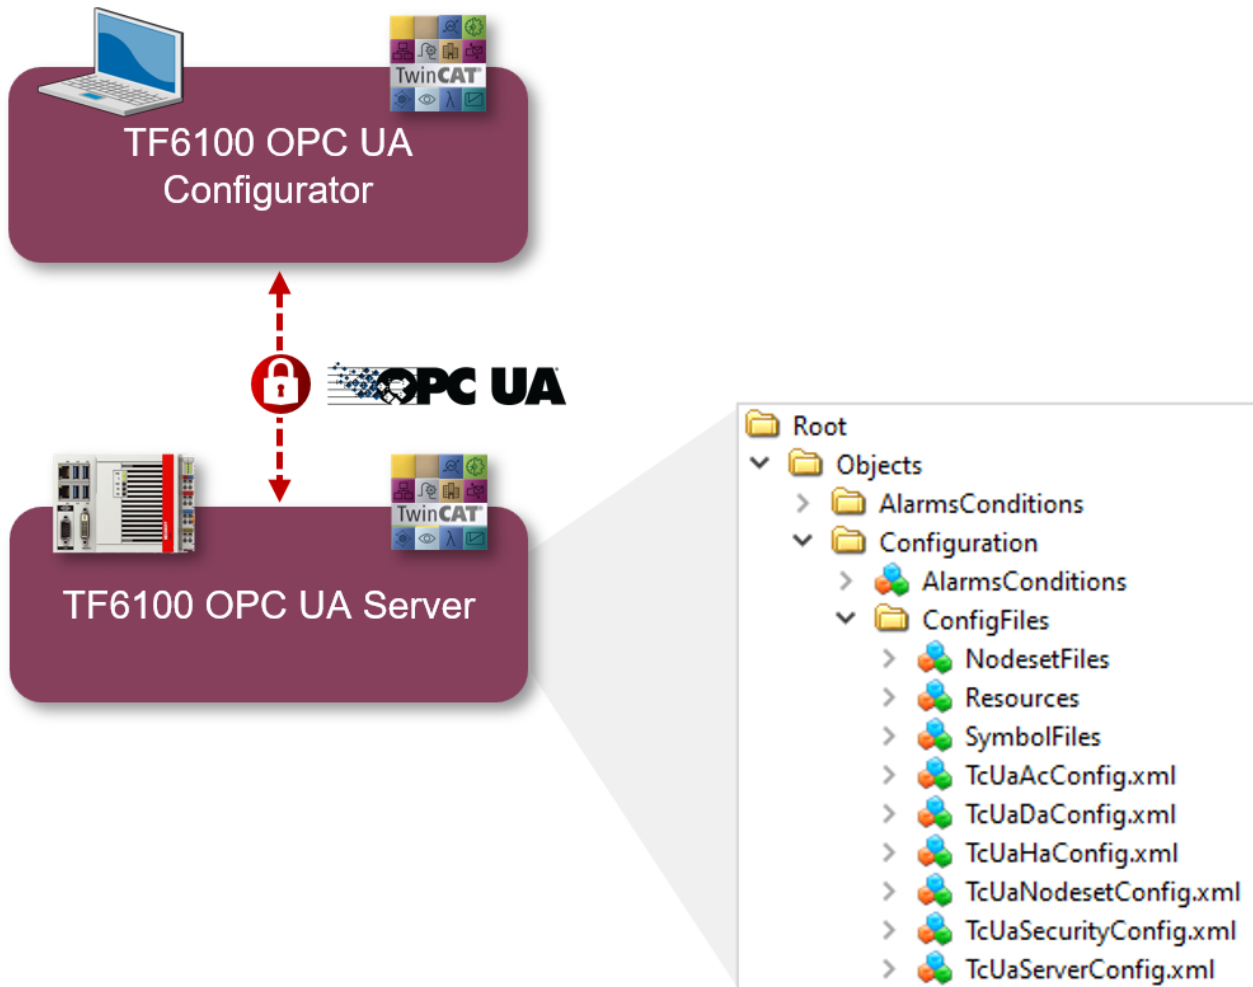 TwinCAT®
TF6100 OPC UA
Configurator
OPC UA
TwinCAT®
TF6100 OPC UA Server
Root
Objects
AlarmsConditions
Configuration
AlarmsConditions
ConfigFiles
NodesetFiles
Resources
SymbolFiles
TcUaAcConfig.xml
TcUaDaConfig.xml
TcUaHaConfig.xml
TcUaNodesetConfig.xml
TcUaSecurityConfig.xml
TcUaServerConfig.xml